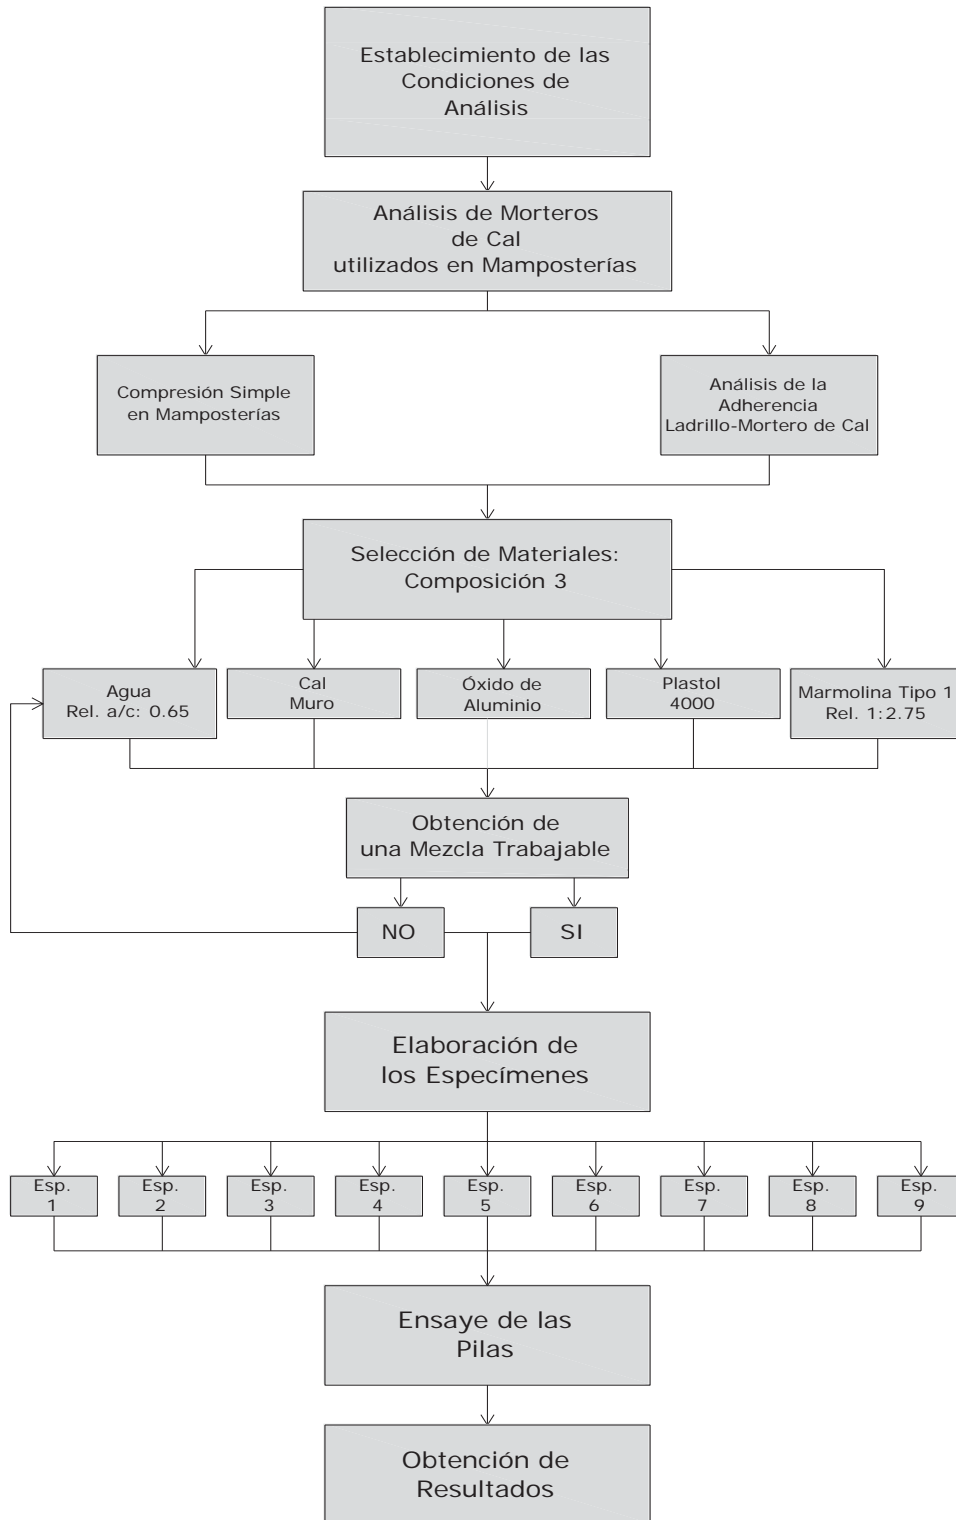 Establecimiento de las
Condiciones de
Análisis
Análisis de Morteros
de Cal
utilizados en Mamposterías
Compresión Simple
en Mamposterías
Análisis de la
Adherencia
Ladrillo-Mortero de Cal
Selección de Materiales:
Composición 3
Agua
Rel. a/c: 0.65
Cal
Muro
Óxido de
Aluminio
Plastol
4000
Marmolina Tipo 1
Rel. 1:2.75
Obtención de
una Mezcla Trabajable
NO
SI
Elaboración de
los Especímenes
Esp.
1
Esp.
2
Esp.
3
Esp.
4
Esp.
5
Esp.
6
Esp.
7
Esp.
8
Esp.
9
Ensaye de las
Pilas
Obtención de
Resultados